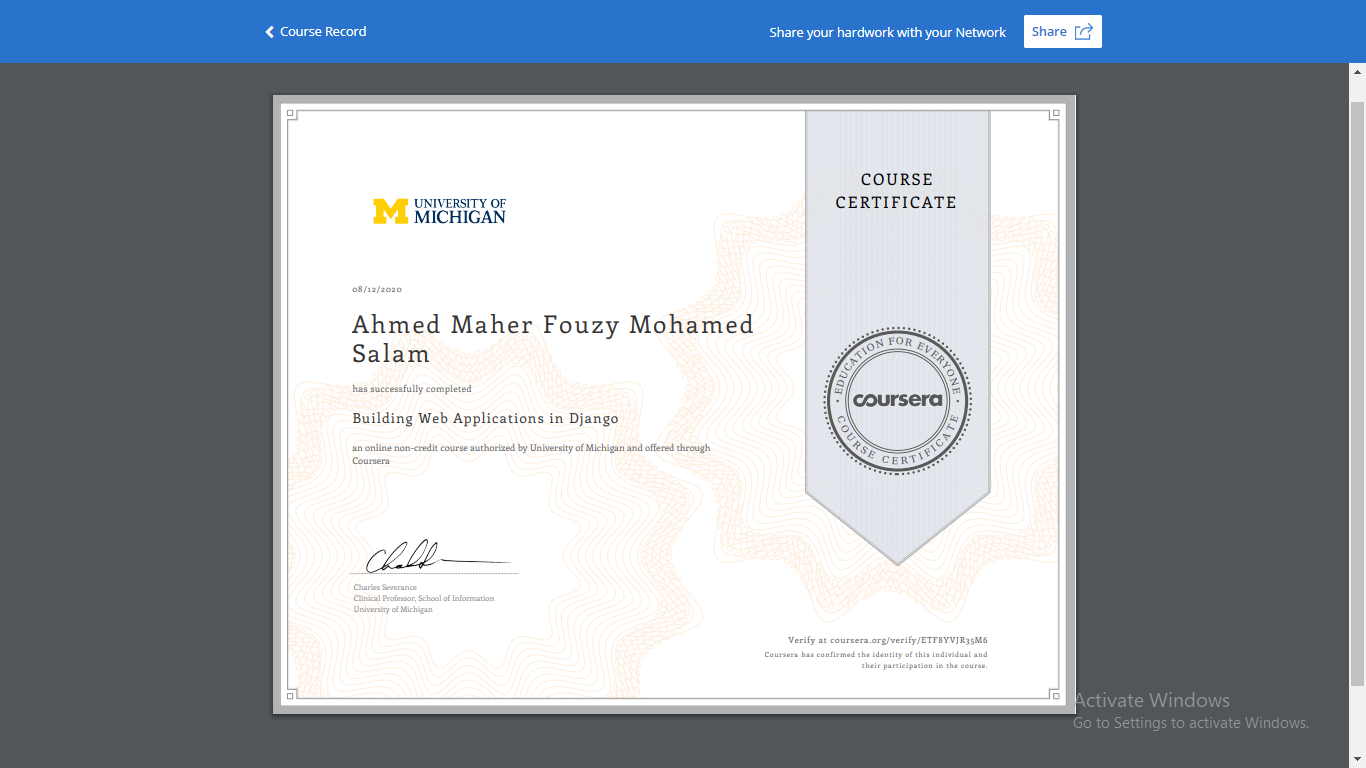 Course Record
Share your hardwork with your Network
Share
COURSE
CERTIFICATE
UNIVERSITY OF
MICHIGAN
08/12/2020
Ahmed Maher Fouzy Mohamed
Salam
has successfully completed
Building Web Applications in Django
an online non-credit course authorized by University of Michigan and offered through
Coursera
EDUCATION FOR EVERYONE
coursera
COURSE CERTIFICATE
Charles Severance
Clinical Professor, School of Information
University of Michigan
Verify at coursera.org/verify/ETF8YVJR35M6
Coursera has confirmed the identity of this individual and
their participation in the course.
Activate Windows
Go to Settings to activate Windows.